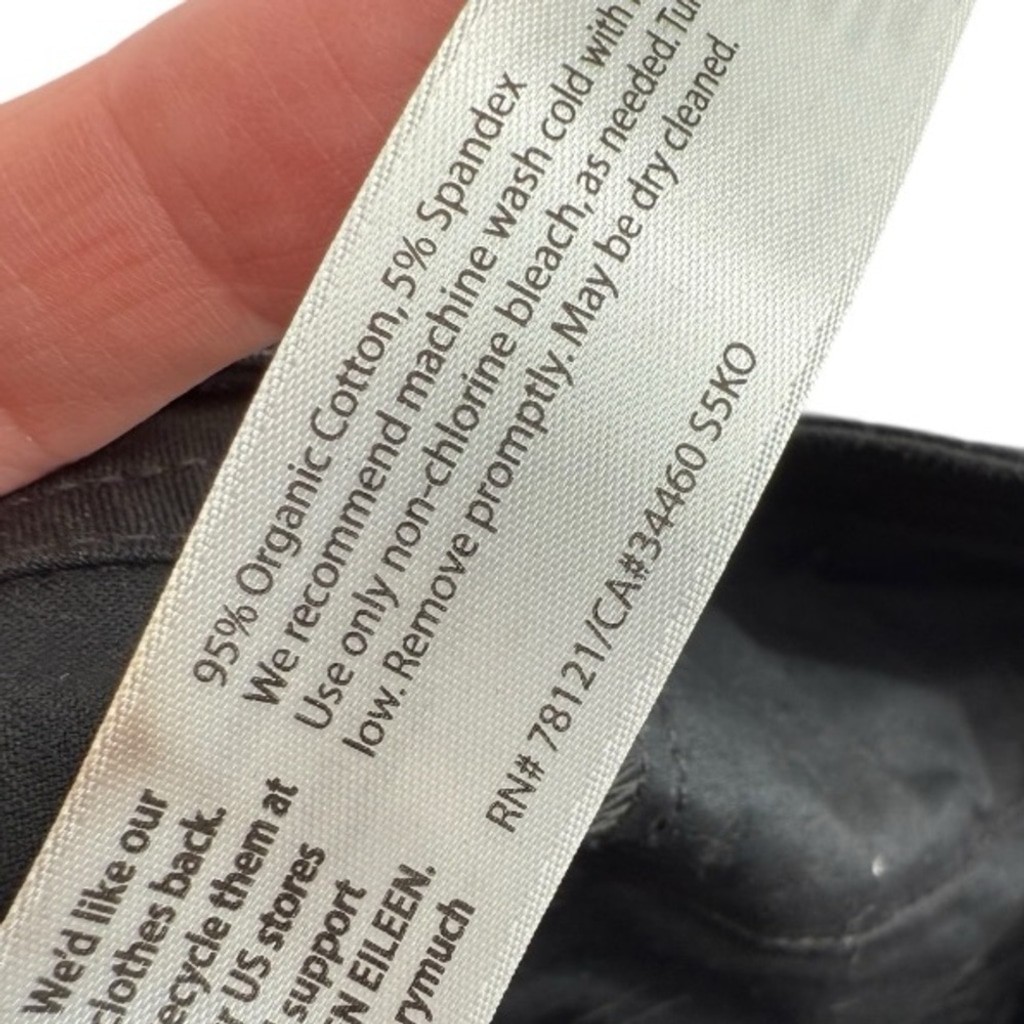 95% Organic Cotton, 5% Spandex
We recommend machine wash cold with
Use only non-chlorine bleach, as needed. Tu
low. Remove promptly. May be dry cleaned.
RN# 78121/CA#34460 S5KO
We'd like our
clothes back.
ecycle them at
r US stores
support
N EILEEN.
rymuch